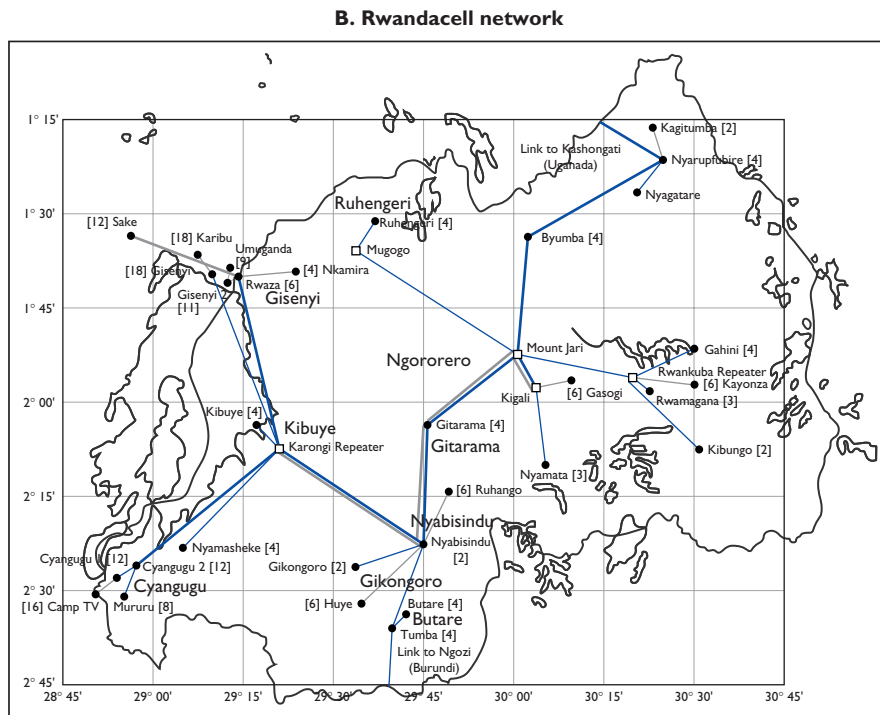 B. Rwandacell network
1° 15'
Kagitumba [2]
Link to Kashongati
(Uganada)
Nyarupfubire [4]
Nyagatare
1° 30'
Ruhengeri
Ruhengeri [4]
[12] Sake
[18] Karibu
Mugogo
Byumba [4]
Umuganda
[9]
[18] Gisenyi
[4] Nkamira
Rwaza [6]
Gisenyi 2
[11]
Gisenyi
1° 45'
Mount Jari
Gahini [4]
Ngororero
Rwankuba Repeater
Kigali
[6] Gasogi
[6] Kayonza
Rwamagana [3]
2° 00'
Kibuye [4]
Kibuye
Gitarama [4]
Karongi Repeater
Gitarama
Kibungo [2]
Nyamata [3]
2° 15'
[6] Ruhango
Nyabisindu
Nyabisindu
[2]
Nyamasheke [4]
Cyangugu 1 [12]
Cyangugu 2 [12]
Gikongoro [2]
Gikongoro
2° 30'
Cyangugu
[16] Camp TV
Mururu [8]
[6] Huye
Butare [4]
Butare
Tumba [4]
Link to Ngozi
(Burundi)
2° 45'
28° 45'
29° 00'
29° 15'
29° 30'
29° 45'
30° 00'
30° 15'
30° 30'
30° 45'